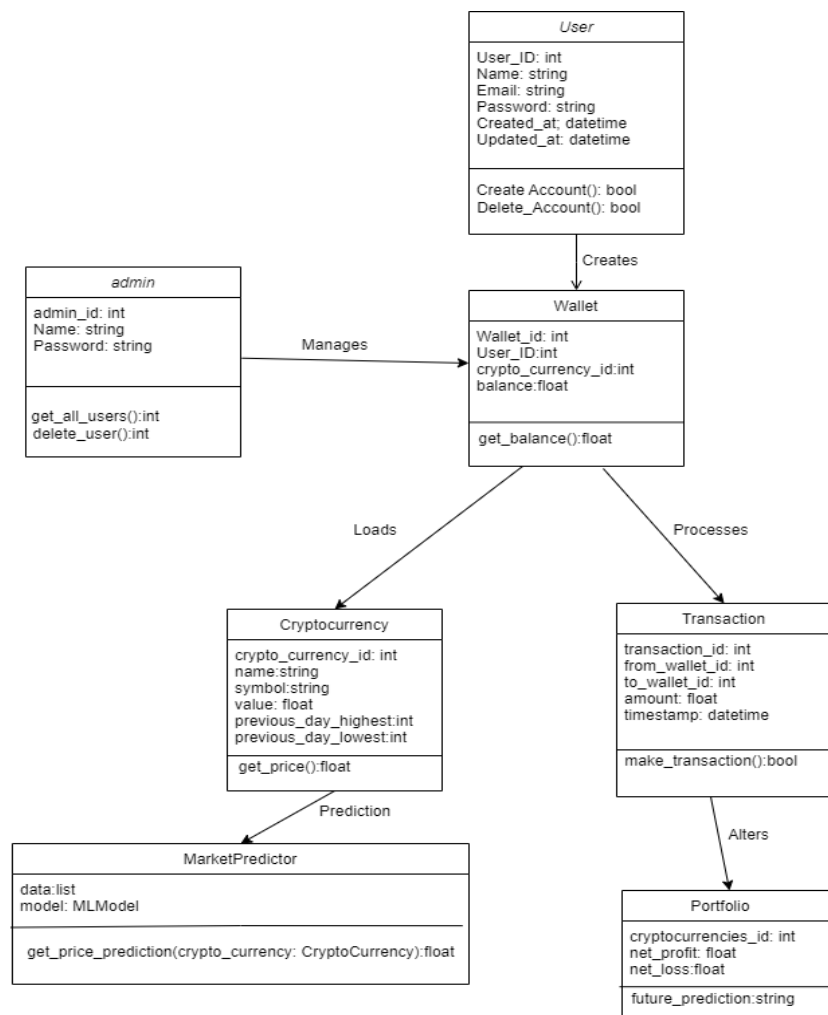 User
User_ID: int
Name: string
Email: string
Password: string
Created_at; datetime
Updated_at: datetime
Create Account(): bool
Delete_Account(): bool
Creates
admin
admin_id: int
Name: string
Password: string
get_all_users():int
delete_user():int
Manages
Wallet
Wallet_id: int
User_ID:int
crypto_currency_id:int
balance:float
get_balance():float
Loads
Processes
Cryptocurrency
crypto_currency_id: int
name:string
symbol:string
value: float
previous_day_highest:int
previous_day_lowest:int
get_price():float
Transaction
transaction_id: int
from_wallet_id: int
to_wallet_id: int
amount: float
timestamp: datetime
make_transaction():bool
Prediction
Alters
MarketPredictor
data:list
model: MLModel
get_price_prediction(crypto_currency: CryptoCurrency):float
Portfolio
cryptocurrencies_id: int
net_profit: float
net_loss:float
future_prediction:string